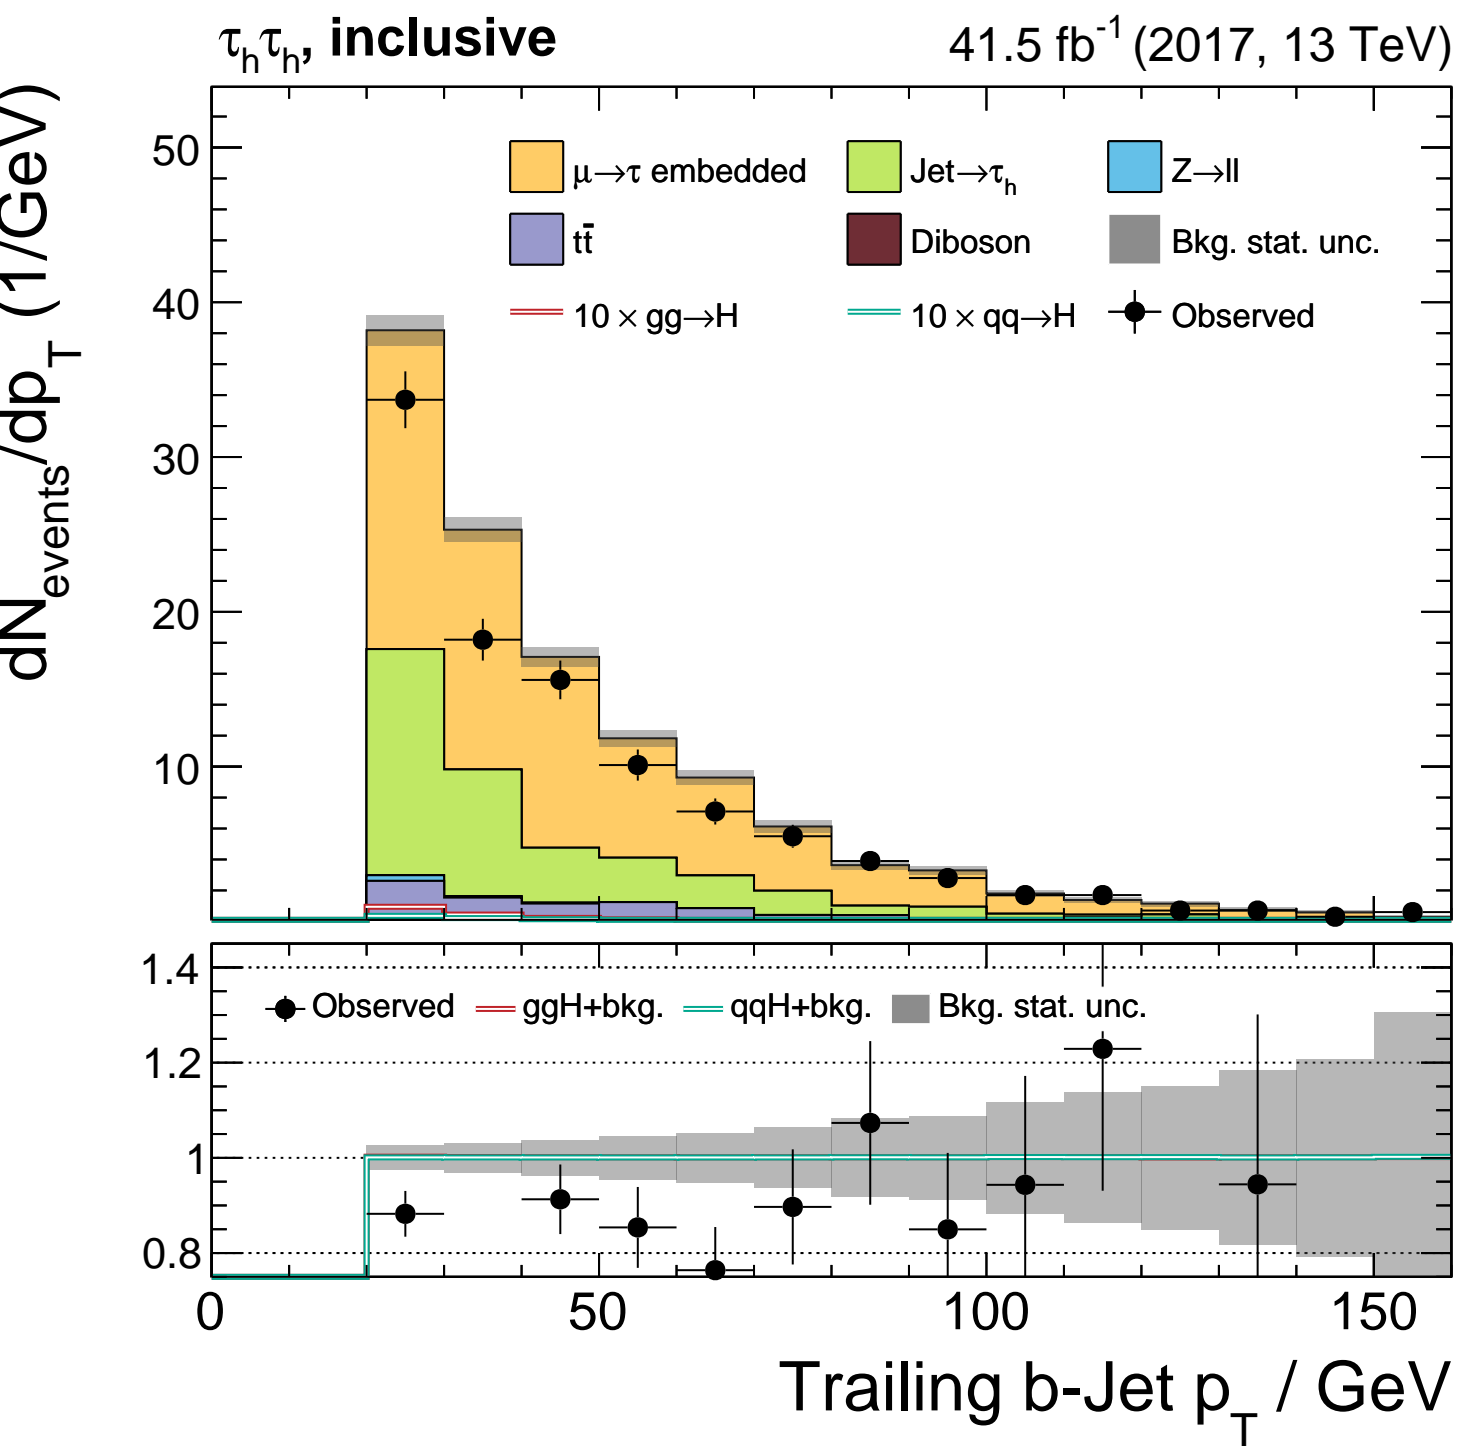 τhτh, inclusive 41.5 fb-1 (2017, 13 TeV)
dNevents/dpT (1/GeV)
50
40
30
20
10
μ→τ embedded Jet→τh Z→ll
tt̄ Diboson Bkg. stat. unc.
10 × gg→H 10 × qq→H Observed
1.4
1.2
1
0.8
Observed ggH+bkg. qqH+bkg. Bkg. stat. unc.
0 50 100 150
Trailing b-Jet pT / GeV